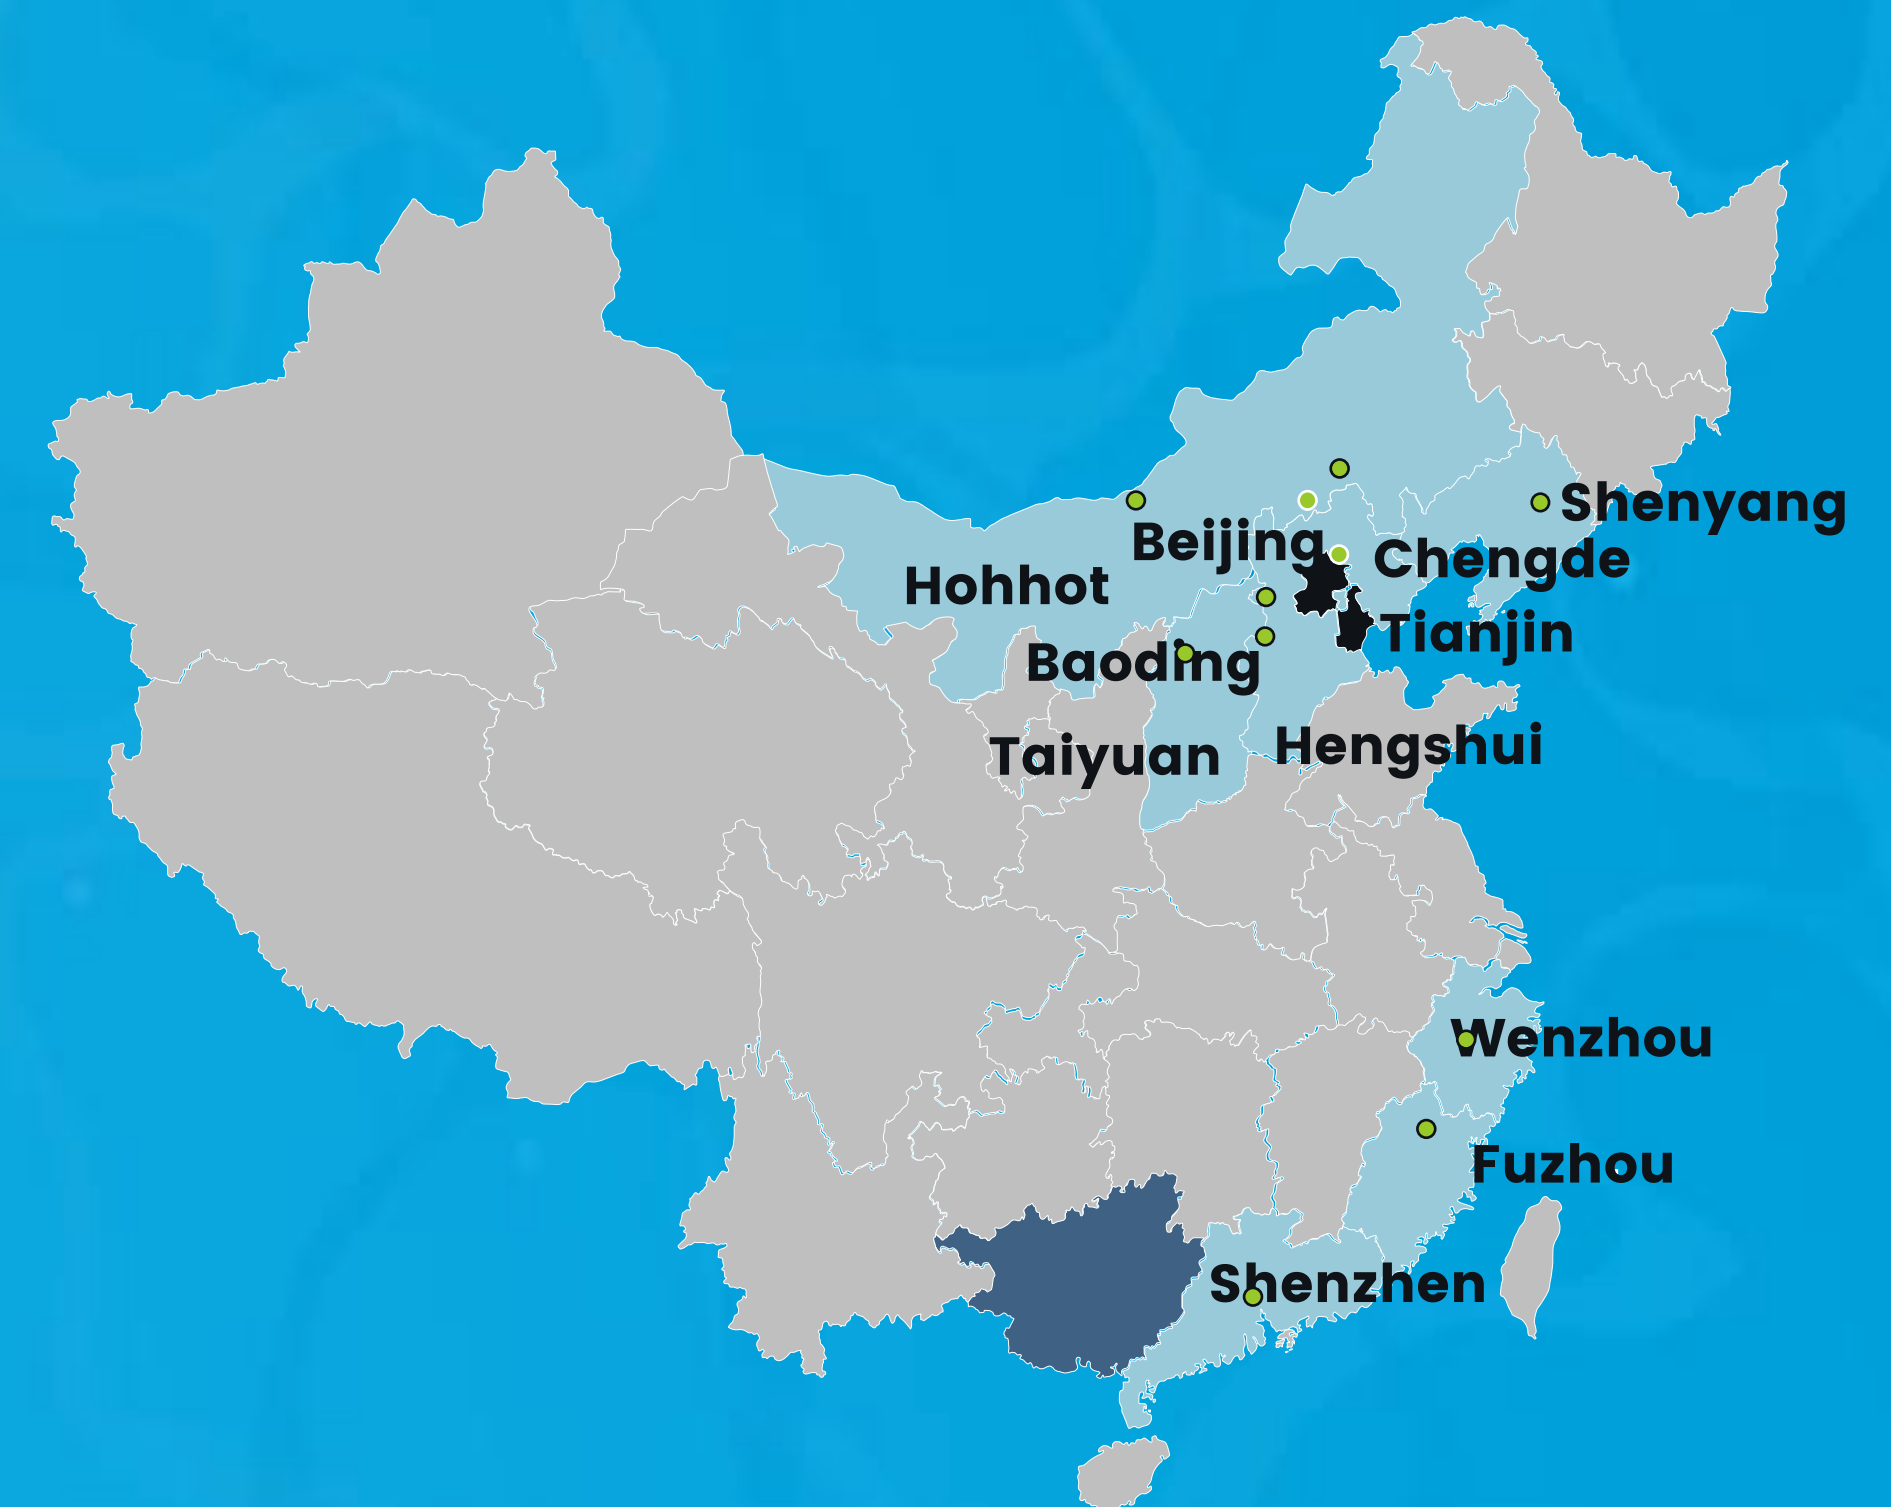 Shenyang
Beijing
Chengde
Hohhot
Tianjin
Baoding
Hengshui
Taiyuan
Wenzhou
Fuzhou
Shenzhen